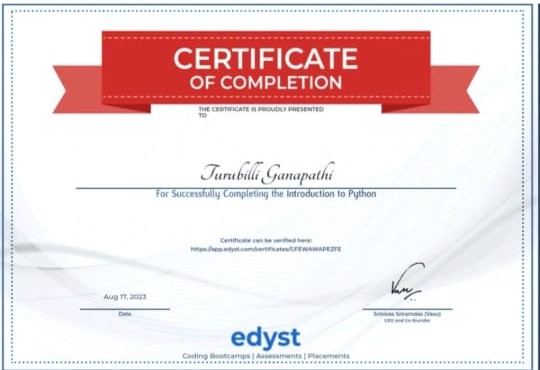 CERTIFICATE
OF COMPLETION
THE CERTIFICATE IS PROUDLY PRESENTED
TO
Turubilli Ganapathi
For Successfully Completing the Introduction to Python
Certificate can be verified here:
https://app.edyst.com/certificates/GFEWAWAPEZFE
Aug 17, 2023
Date
Srinivas Sriramdas (Vasu)
CEO and Co-founder
edyst
Coding Bootcamps | Assessments | Placements